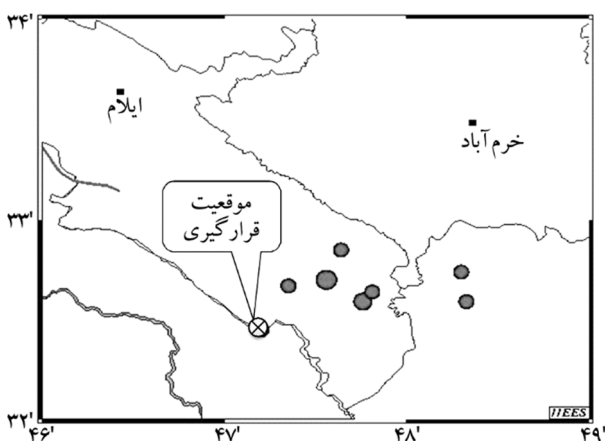 ۳۴'
ایلام
خرم آباد
موقعیت
قرارگیری
۳۳'
۳۲'
IIEES
۴۶'
۴۷'
۴۸'
۴۹'